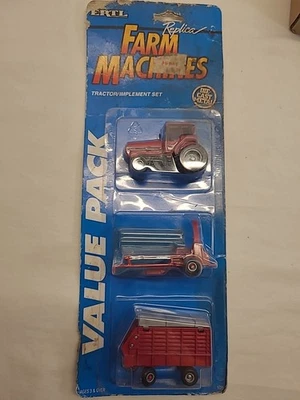 ERTL
Replica
FARM
MACHINES
TRACTOR/IMPLEMENT SET
DIE CAST
METAL
VALUE PACK